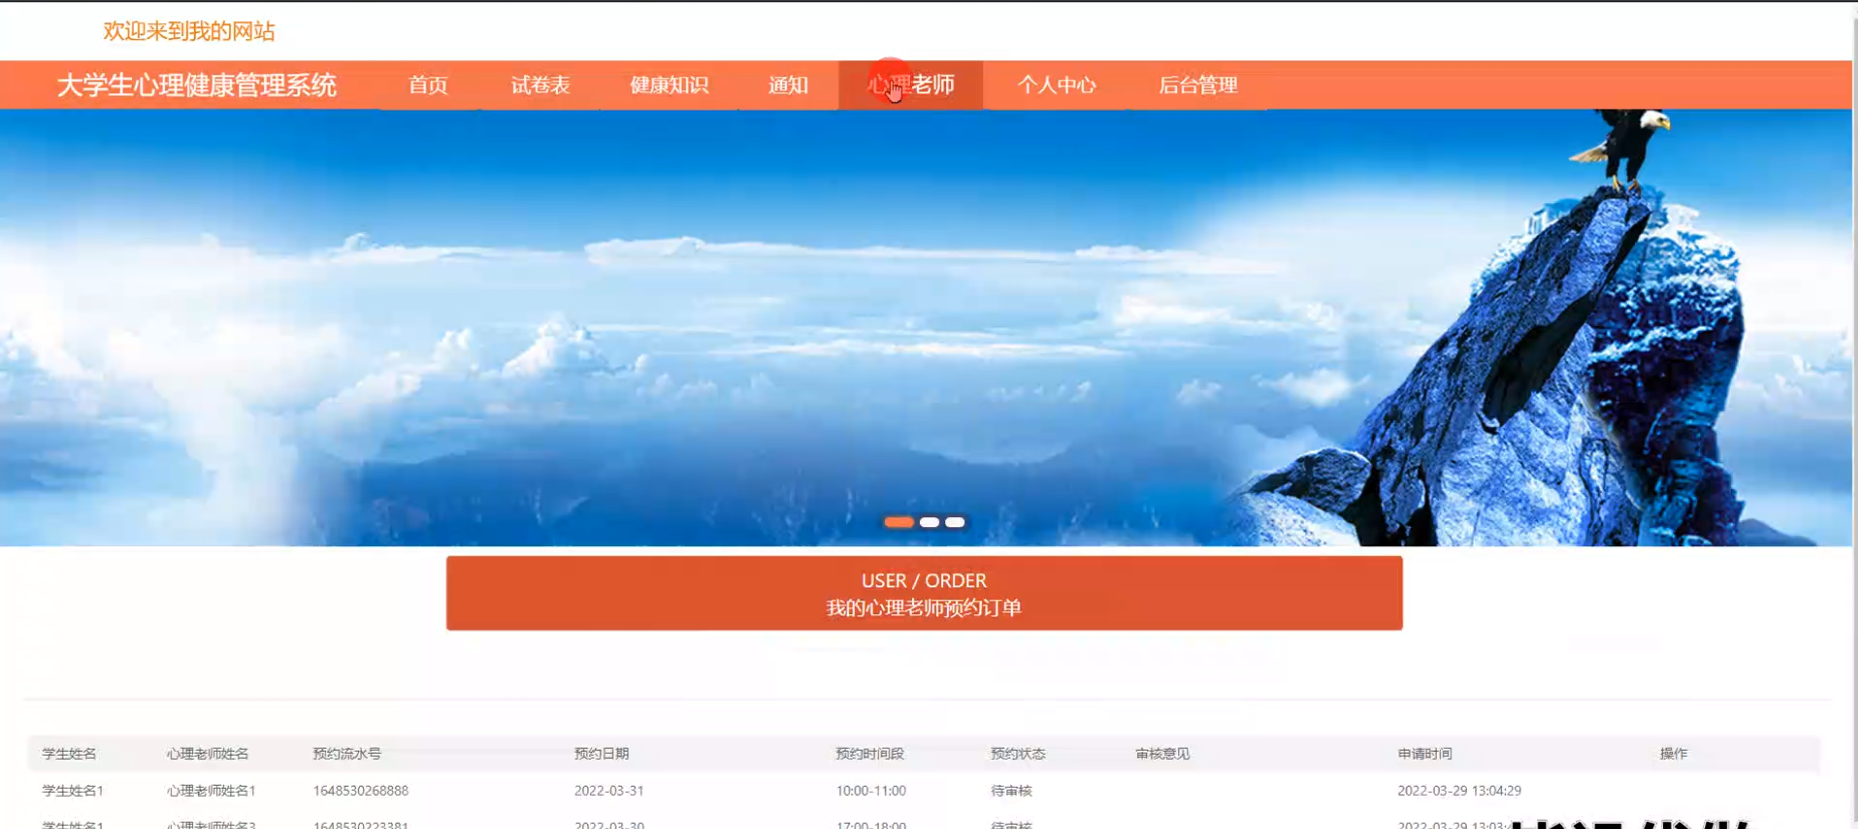 欢迎来到我的网站
大学生心理健康管理系统 首页 试卷表 健康知识 通知 心理老师 个人中心 后台管理
USER / ORDER
我的心理老师预约订单
学生姓名 心理老师姓名 预约流水号 预约日期 预约时间段 预约状态 审核意见 申请时间 操作
学生姓名1 心理老师姓名1 1648530268888 2022-03-31 10:00-11:00 待审核 2022-03-29 13:04:29
学生姓名1 心理老师姓名3 1648530223381 2022-03-30 17:00-18:00 待审核 2022-03-29 13:03: